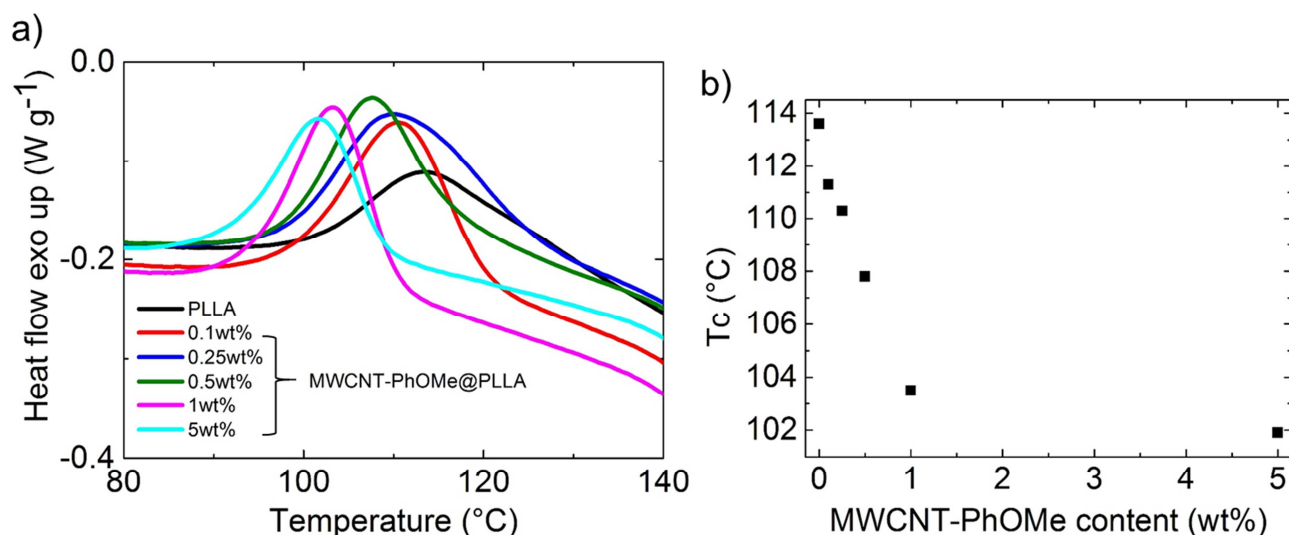 a)
Heat flow exo up (W g⁻¹)
0.0
-0.2
-0.4
PLLA
0.1wt%
0.25wt%
0.5wt%
1wt%
5wt%
MWCNT-PhOMe@PLLA
80 100 120 140
Temperature (°C)
b)
Tc (°C)
114
112
110
108
106
104
102
0 1 2 3 4 5
MWCNT-PhOMe content (wt%)